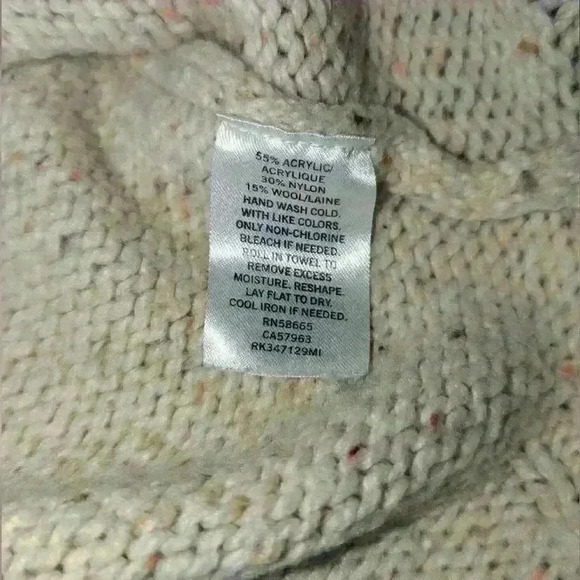 55% ACRYLIC/
ACRYLIQUE
30% NYLON
15% WOOL/LAINE
HAND WASH COLD.
WITH LIKE COLORS.
ONLY NON-CHLORINE
BLEACH IF NEEDED.
ROLL IN TOWEL TO
REMOVE EXCESS
MOISTURE. RESHAPE.
LAY FLAT TO DRY.
COOL IRON IF NEEDED.
RN58665
CA57963
RK347129MI